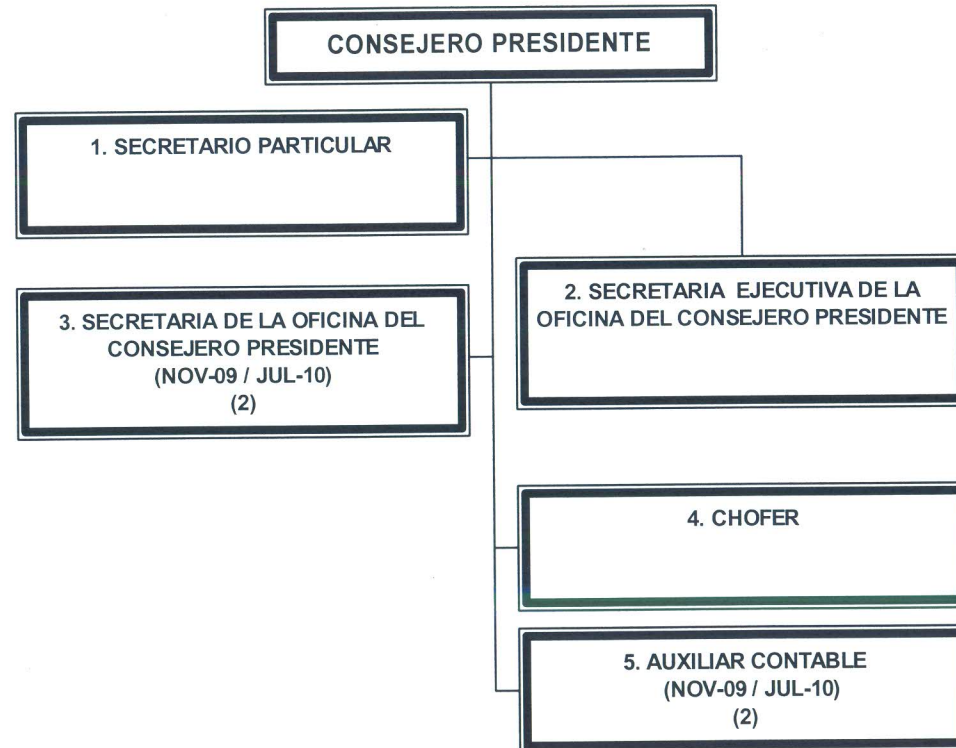 CONSEJERO PRESIDENTE
1. SECRETARIO PARTICULAR
2. SECRETARIA EJECUTIVA DE LA
OFICINA DEL CONSEJERO PRESIDENTE
3. SECRETARIA DE LA OFICINA DEL
CONSEJERO PRESIDENTE
(NOV-09 / JUL-10)
(2)
4. CHOFER
5. AUXILIAR CONTABLE
(NOV-09 / JUL-10)
(2)